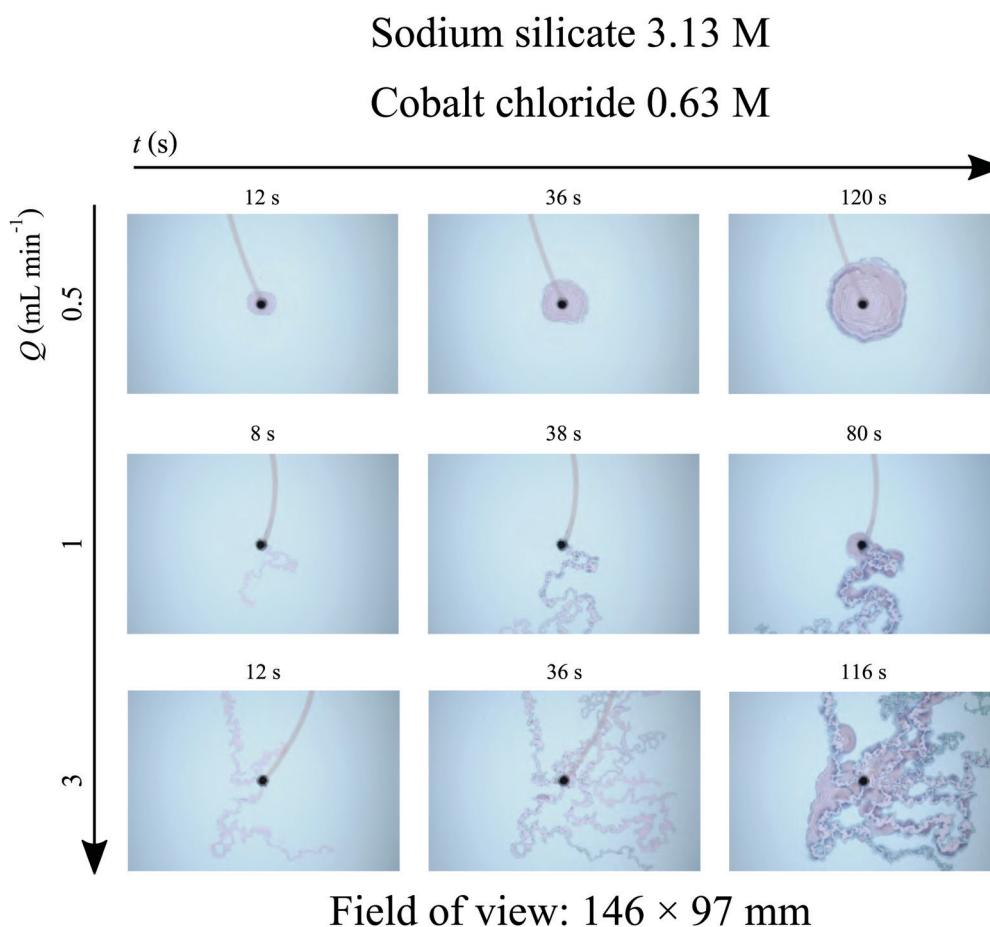 Sodium silicate 3.13 M
Cobalt chloride 0.63 M
t (s)
Q (mL min⁻¹)
12 s 36 s 120 s
0.5
8 s 38 s 80 s
1
12 s 36 s 116 s
3
Field of view: 146 × 97 mm